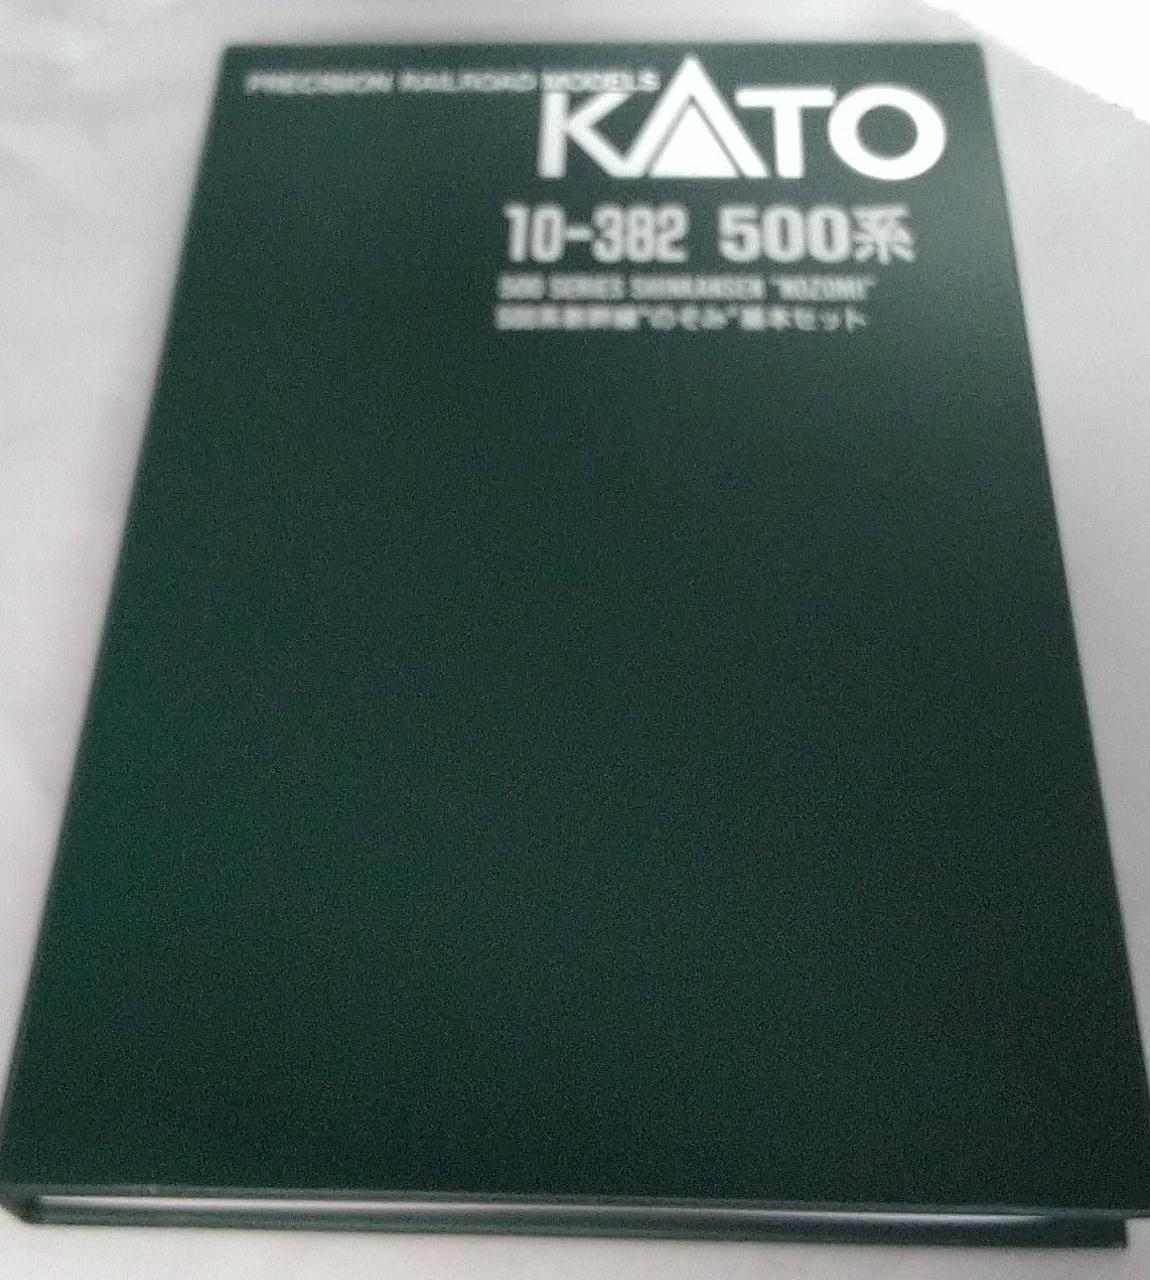 PRECISION RAILROAD MODELS
KATO
10-382 500系
500 SERIES SHINKANSEN "NOZOMI"
500系新幹線"のぞみ"基本セット